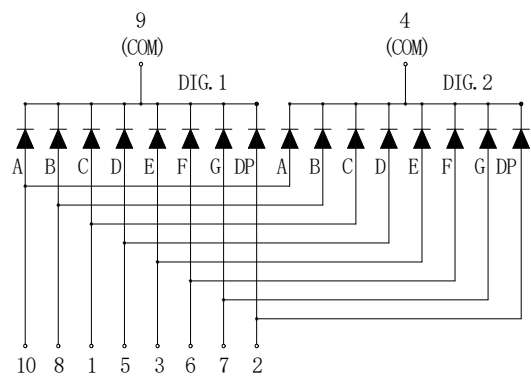 9 4
(COM) (COM)
DIG.1 DIG.2
A B C D E F G DP A B C D E F G DP
10 8 1 5 3 6 7 2